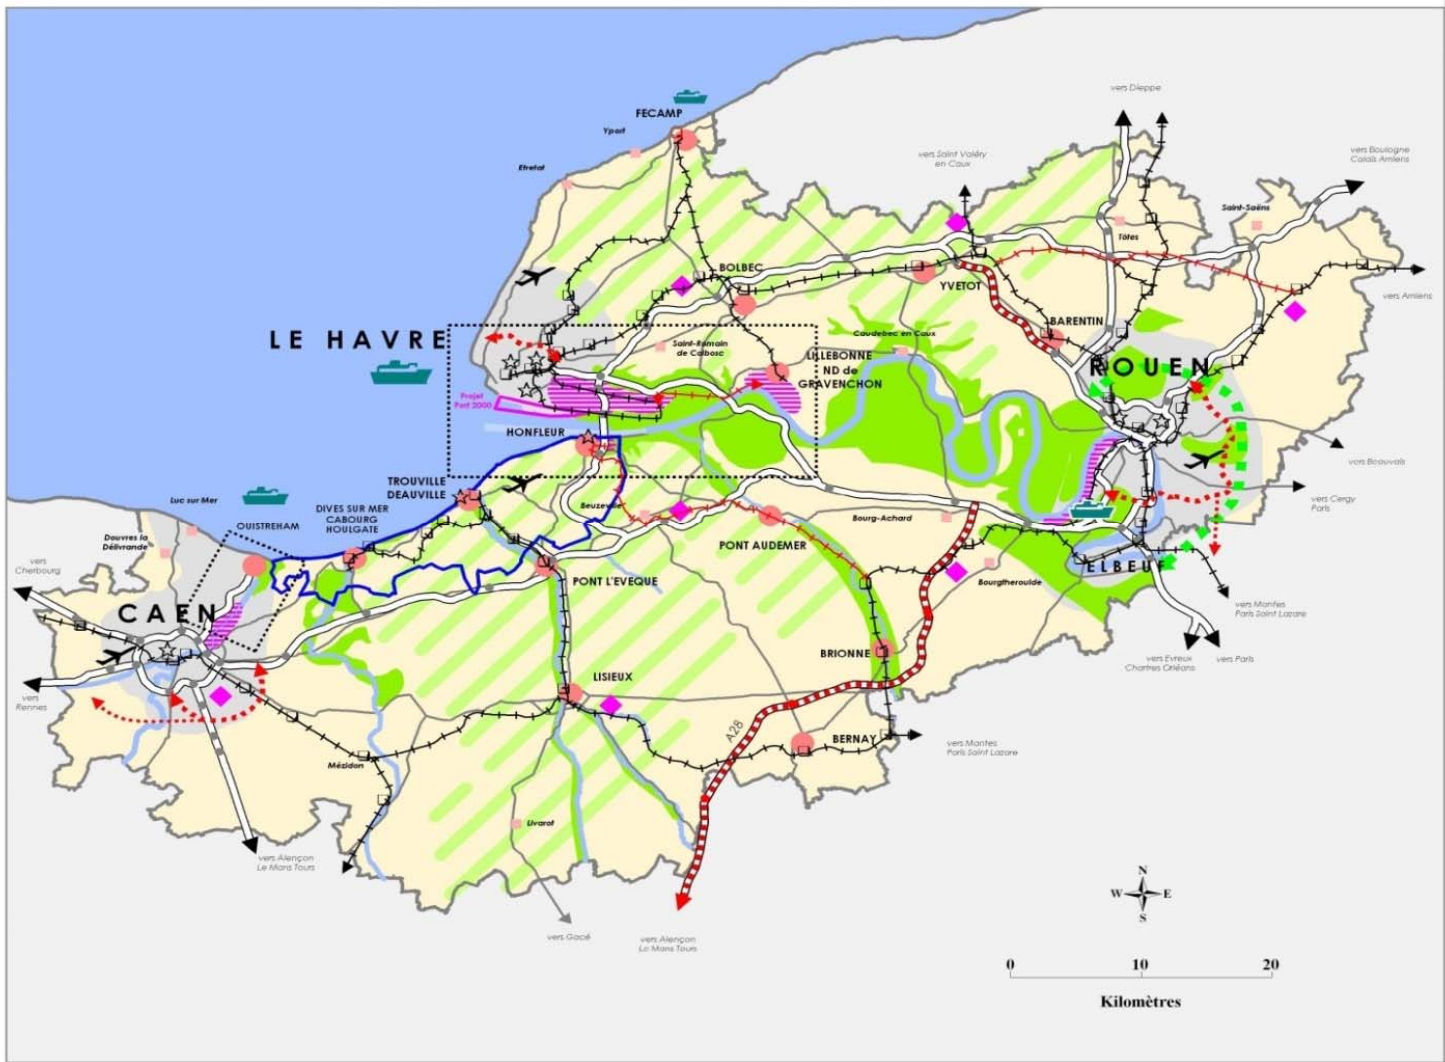 vers Dieppe
FECAMP
Yport
vers Saint Valéry
en Caux
vers Boulogne
Calais Amiens
Etretat
Saint-Saëns
Tôtes
BOLBEC
YVETOT
vers Amiens
LE HAVRE
BARENTIN
Caudebec en Caux
Saint-Romain
de Colbosc
LILLEBONNE
ND de
GRAVENCHON
ROUEN
Projet
Port 2000
HONFLEUR
vers Beauvais
TROUVILLE
DEAUVILLE
vers Cergy
Paris
Luc sur Mer
DIVES SUR MER
CABOURG
HOULGATE
Beuzeville
Bourg-Achard
OUISTREHAM
Douvres la
Délivrande
PONT AUDEMER
vers
Cherbourg
PONT L'EVEQUE
Bourgtheroulde
ELBEUF
CAEN
vers Mantes
Paris Saint Lazare
BRIONNE
vers Evreux
Chartres Orléans
vers Paris
LISIEUX
vers
Rennes
A28
BERNAY
vers Mantes
Paris Saint Lazare
Mézidon
Livarot
vers Alençon
Le Mans Tours
vers Gacé
vers Alençon
Le Mans Tours
N
W E
S
0 10 20
Kilomètres